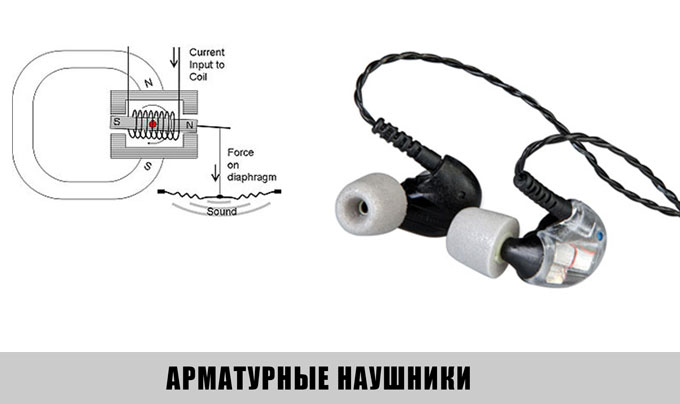 Current
Input to
Coil
N
S
N
S
Force
on
diaphragm
Sound
АРМАТУРНЫЕ НАУШНИКИ